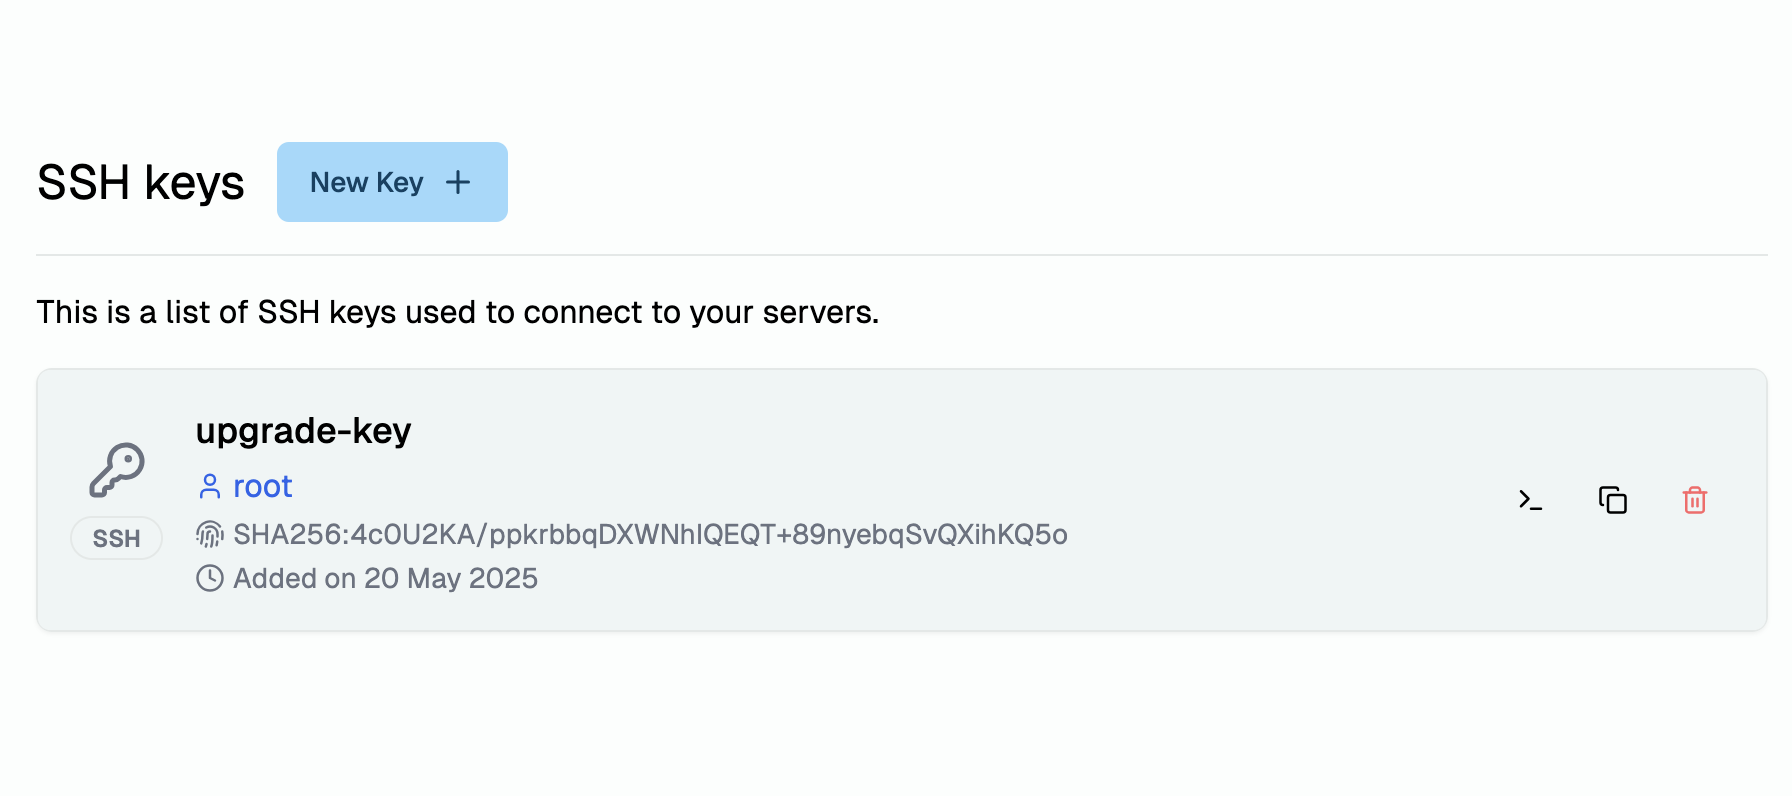 SSH keys
New Key +
This is a list of SSH keys used to connect to your servers.
upgrade-key
root
SSH
SHA256:4c0U2KA/ppkrbbqDXWNhIQEQT+89nyebqSvQXihKQ5o
Added on 20 May 2025